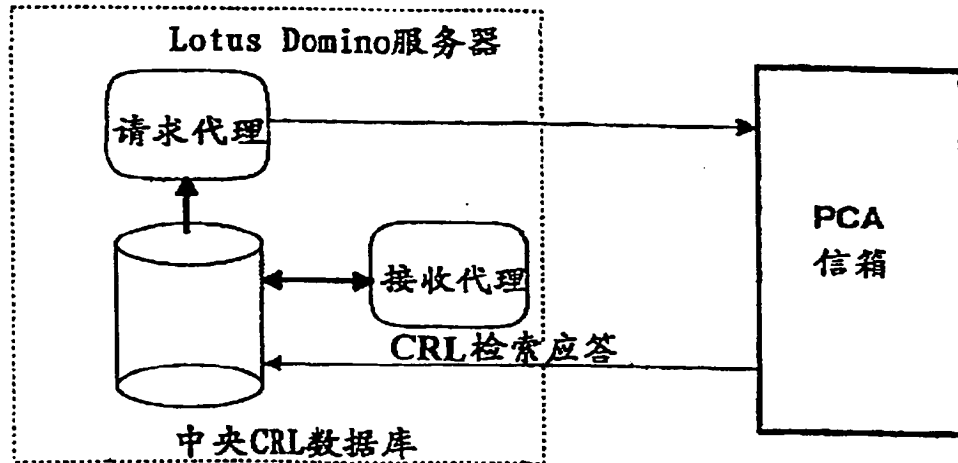 Lotus Domino服务器
请求代理
接收代理
PCA
信箱
CRL检索应答
中央CRL数据库